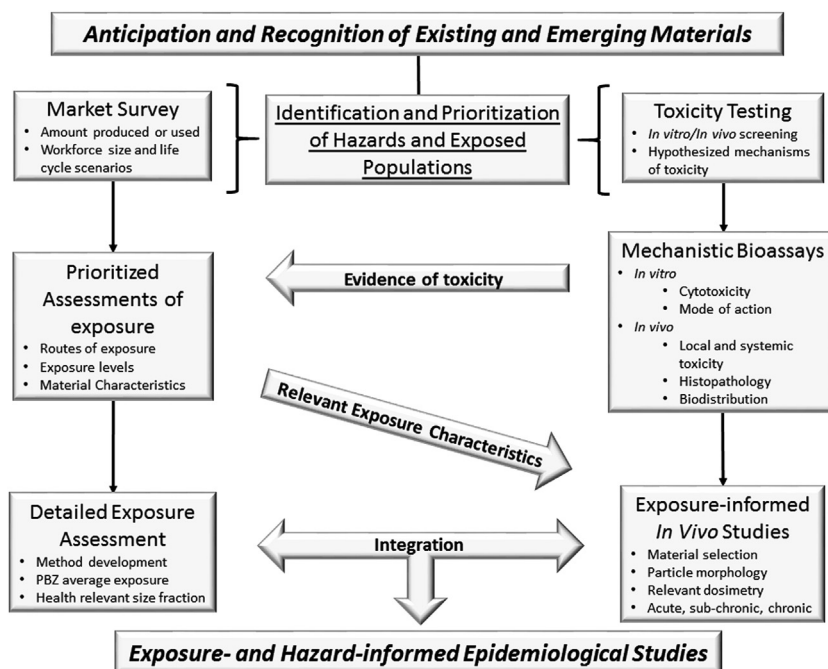 Anticipation and Recognition of Existing and Emerging Materials
Market Survey
• Amount produced or used
• Workforce size and life
cycle scenarios
Identification and Prioritization
of Hazards and Exposed
Populations
Toxicity Testing
• In vitro/In vivo screening
• Hypothesized mechanisms
of toxicity
Prioritized
Assessments of
exposure
• Routes of exposure
• Exposure levels
• Material Characteristics
Evidence of toxicity
Mechanistic Bioassays
• In vitro
• Cytotoxicity
• Mode of action
• In vivo
• Local and systemic
toxicity
• Histopathology
• Biodistribution
Relevant Exposure Characteristics
Detailed Exposure
Assessment
• Method development
• PBZ average exposure
• Health relevant size fraction
Integration
Exposure-informed
In Vivo Studies
• Material selection
• Particle morphology
• Relevant dosimetry
• Acute, sub-chronic, chronic
Exposure- and Hazard-informed Epidemiological Studies